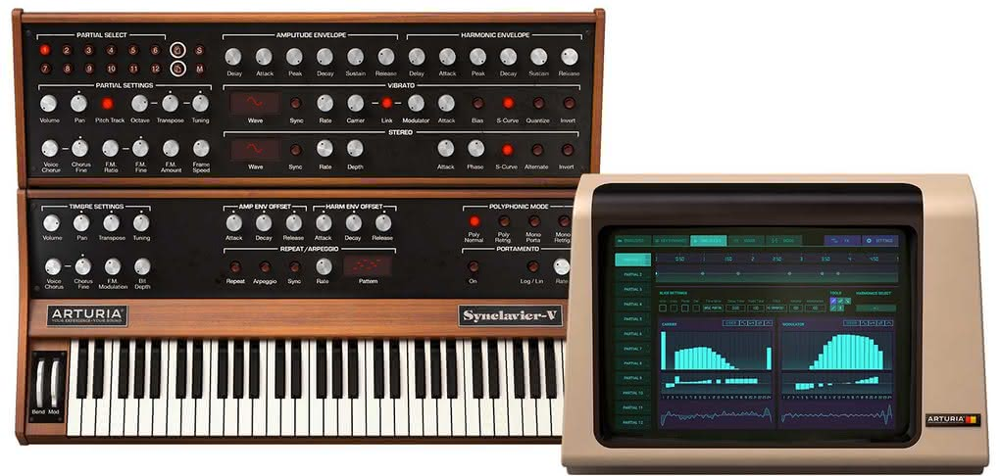 PARTIAL SELECT
1 2 3 4 5 6 S
7 8 9 10 11 12 M
AMPLITUDE ENVELOPE
Delay Attack Peak Decay Sustain Release
HARMONIC ENVELOPE
Delay Attack Peak Decay Sustain Release
PARTIAL SETTINGS
Volume Pan Pitch Track Octave Transpose Tuning
VIBRATO
Wave Sync Rate Carrier Link Modulator Attack Bias S-Curve Quantize Invert
Voice Chorus
Chorus Fine
F.M. Ratio
F.M. Fine
F.M. Amount
Frame Speed
STEREO
Wave Sync Rate Depth Attack Phase S-Curve Alternate Invert
TIMBRE SETTINGS
Volume Pan Transpose Tuning
AMP ENV OFFSET
Attack Decay Release
HARM ENV OFFSET
Attack Decay Release
POLYPHONIC MODE
Poly Normal
Poly Retrig
Mono Porta
Mono
Voice Chorus
Chorus Fine
F.M. Modulation
Bit Depth
REPEAT/ARPEGGIO
Repeat Arpeggio Sync Rate Pattern
PORTAMENTO
On Log / Lin Rate
ARTURIA
YOUR EXPERIENCE • YOUR SOUND
Synclavier-V
Bend Mod
FX
SETTINGS
PARTIAL 2
PARTIAL 3
PARTIAL 4
PARTIAL 5
PARTIAL 6
PARTIAL 7
PARTIAL 8
PARTIAL 9
PARTIAL 10
PARTIAL 11
PARTIAL 12
SLIDE SETTINGS
TOOLS
HARMONICS SELECT
CARRIER
MODULATOR
ARTURIA